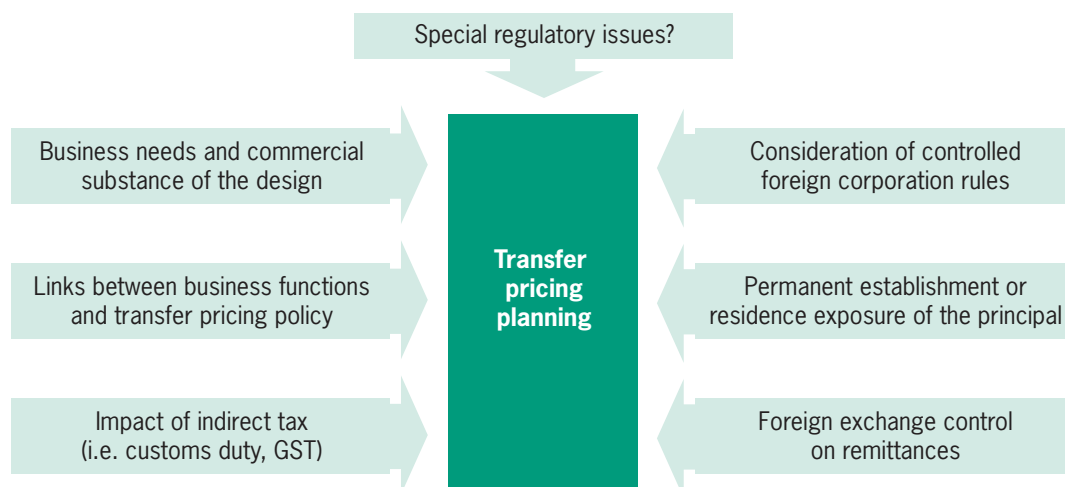 Special regulatory issues?
Business needs and commercial
substance of the design
Consideration of controlled
foreign corporation rules
Links between business functions
and transfer pricing policy
Transfer
pricing
planning
Permanent establishment or
residence exposure of the principal
Impact of indirect tax
(i.e. customs duty, GST)
Foreign exchange control
on remittances